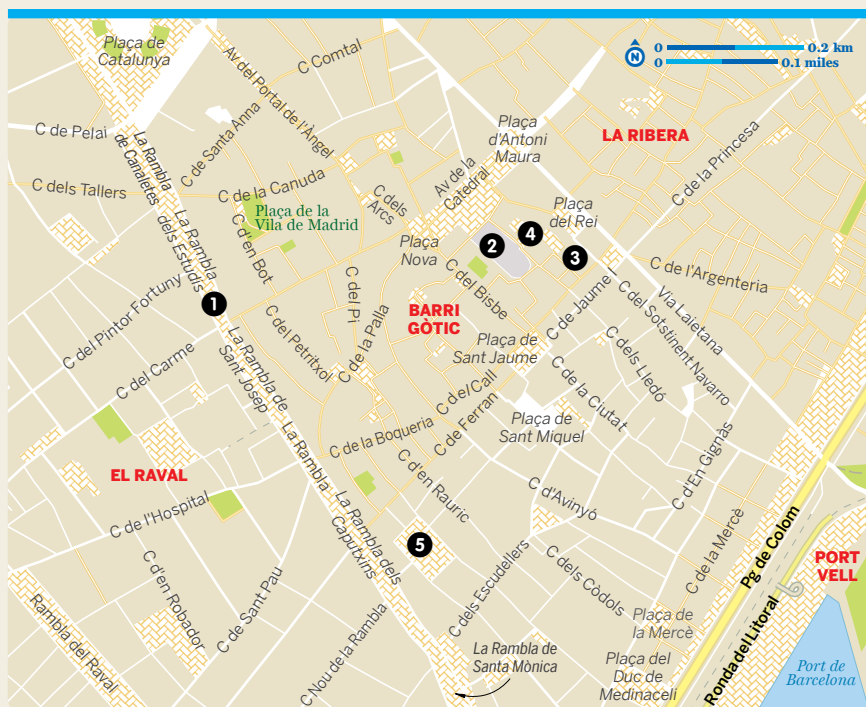 Plaça de
Catalunya
Av del Portal de l'Àngel
C Comtal
N
0 0.2 km
0 0.1 miles
Plaça
d'Antoni
Maura
LA RIBERA
C de Pelai
La Rambla
de Canaletes
C de Santa Anna
C de la Princesa
C dels Tallers
C de la Canuda
C dels
Arcs
Av de la
Catedral
La Rambla
dels Estudis
C d'en Bot
Plaça de la
Vila de Madrid
Plaça
del Rei
Plaça
Nova
2
4
3
C de l'Argenteria
C del Bisbe
1
C del Pintor Fortuny
C del Pi
BARRI
GÒTIC
C de Jaume I
C del Sotstinent Navarro
Via Laietana
C del Carme
La Rambla de
Sant Josep
C del Petritxol
C de la Palla
Plaça de
Sant Jaume
C dels Lledó
C de la Ciutat
C de/Call
C de Ferran
Plaça de
Sant Miquel
C de la Boqueria
La Rambla
EL RAVAL
C d'en Rauric
C d'En Gignàs
C d'Avinyó
C de l'Hospital
La Rambla dels
Caputxins
5
C de la Mercè
Pg de Colom
PORT
VELL
C d'en Robador
C de Sant Pau
C dels Escudellers
C dels Còdols
Rambla del Raval
C Nou de la Rambla
Plaça de
la Mercè
La Rambla de
Santa Mònica
Plaça del
Duc de
Medinaceli
Ronda del Litoral
Port de
Barcelona